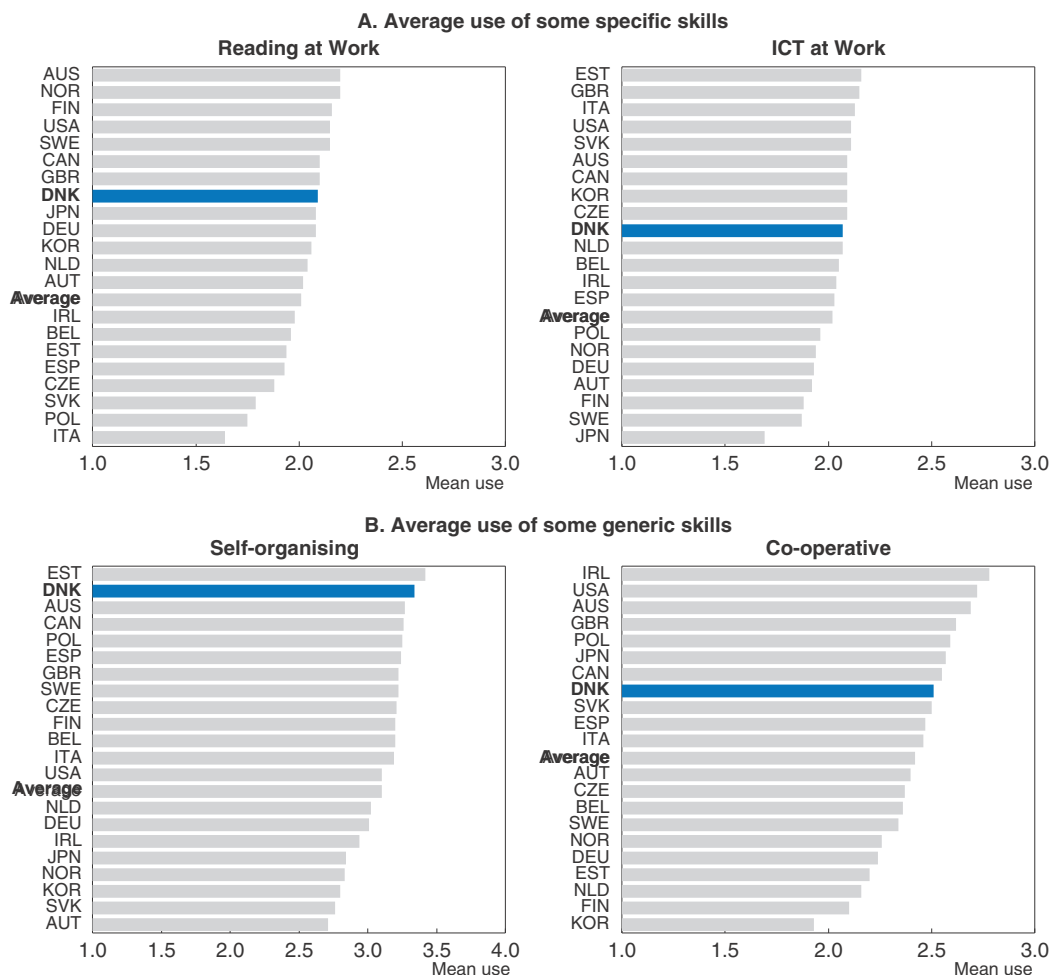 A. Average use of some specific skills
Reading at Work
AUS
NOR
FIN
USA
SWE
CAN
GBR
DNK
JPN
DEU
KOR
NLD
AUT
Average
IRL
BEL
EST
ESP
CZE
SVK
POL
ITA
1.0 1.5 2.0 2.5 3.0
Mean use
ICT at Work
EST
GBR
ITA
USA
SVK
AUS
CAN
KOR
CZE
DNK
NLD
BEL
IRL
ESP
Average
POL
NOR
DEU
AUT
FIN
SWE
JPN
1.0 1.5 2.0 2.5 3.0
Mean use
B. Average use of some generic skills
Self-organising
EST
DNK
AUS
CAN
POL
ESP
GBR
SWE
CZE
FIN
BEL
ITA
USA
Average
NLD
DEU
IRL
JPN
NOR
KOR
SVK
AUT
1.0 1.5 2.0 2.5 3.0 3.5 4.0
Mean use
Co-operative
IRL
USA
AUS
GBR
POL
JPN
CAN
DNK
SVK
ESP
ITA
Average
AUT
CZE
BEL
SWE
NOR
DEU
EST
NLD
FIN
KOR
1.0 1.5 2.0 2.5 3.0
Mean use